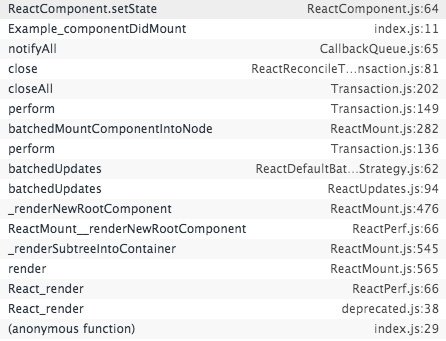 ReactComponent.setState ReactComponent.js:64
Example_componentDidMount index.js:11
notifyAll CallbackQueue.js:65
close ReactReconcileT…nsaction.js:81
closeAll Transaction.js:202
perform Transaction.js:149
batchedMountComponentIntoNode ReactMount.js:282
perform Transaction.js:136
batchedUpdates ReactDefaultBat…Strategy.js:62
batchedUpdates ReactUpdates.js:94
_renderNewRootComponent ReactMount.js:476
ReactMount__renderNewRootComponent ReactPerf.js:66
_renderSubtreeIntoContainer ReactMount.js:545
render ReactMount.js:565
React_render ReactPerf.js:66
React_render deprecated.js:38
(anonymous function) index.js:29